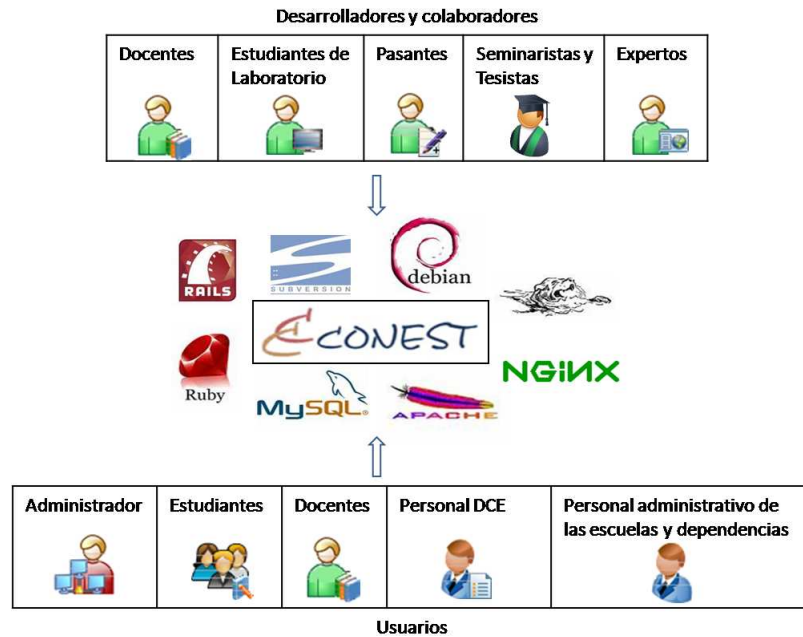 Desarrolladores y colaboradores
Docentes
Estudiantes de
Laboratorio
Pasantes
Seminaristas y
Tesistas
Expertos
RAILS
SUBVERSION
debian
CONEST
Ruby
MySQL®
APACHE
NGiNX
Administrador
Estudiantes
Docentes
Personal DCE
Personal administrativo de
las escuelas y dependencias
Usuarios